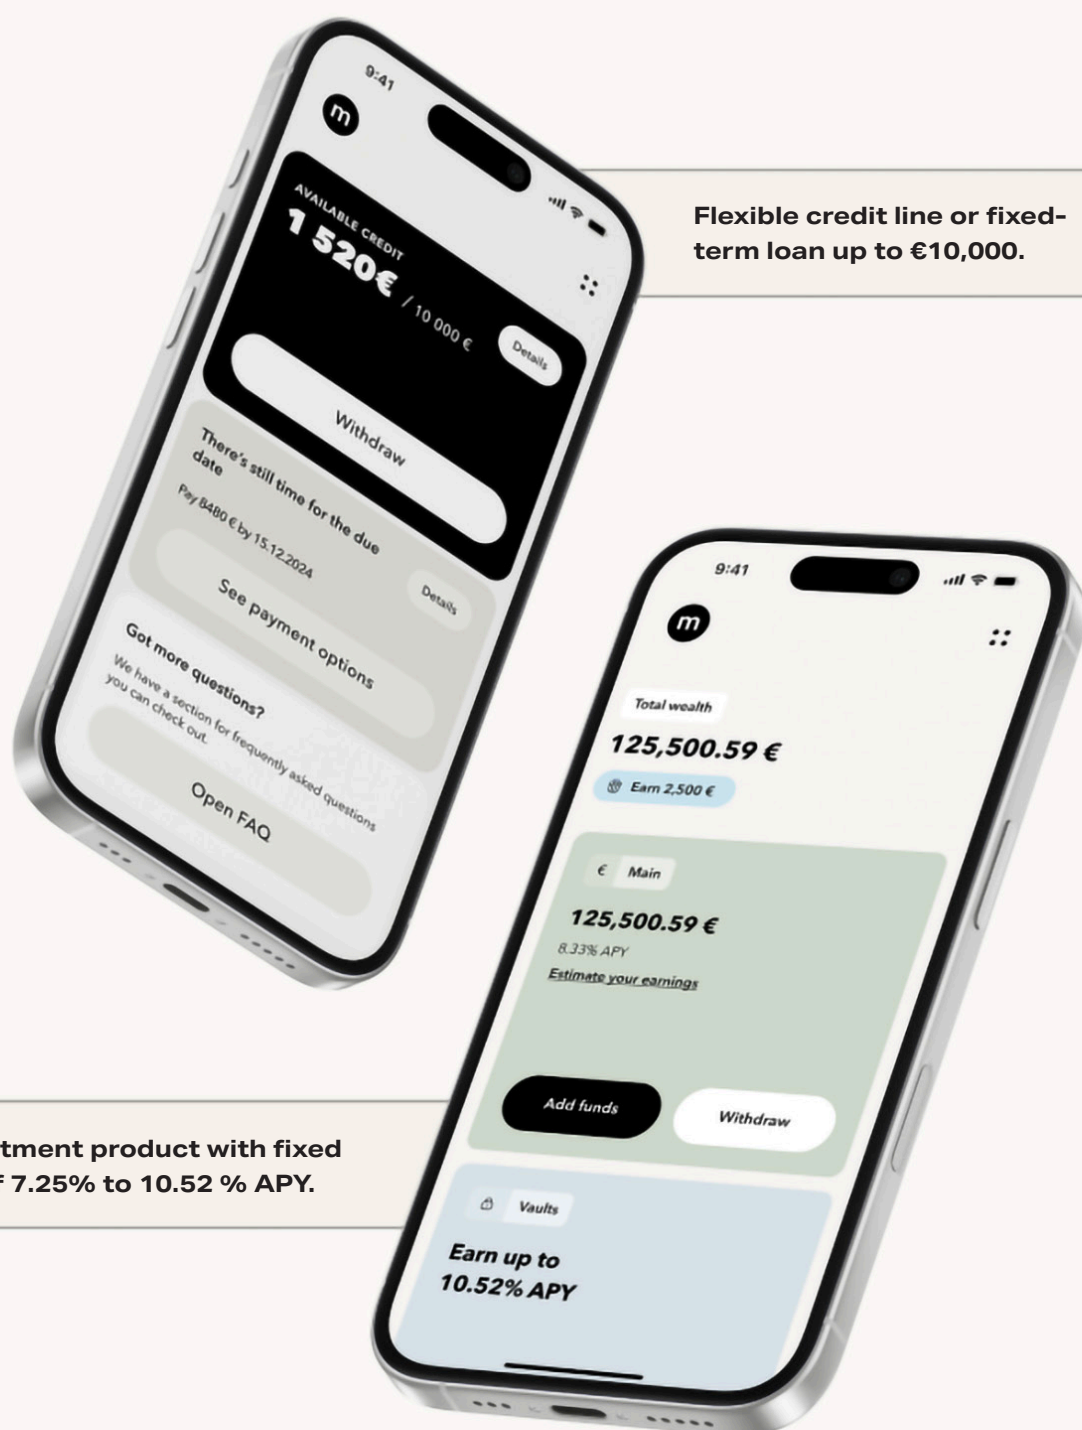 9:41
m
AVAILABLE CREDIT
1 520€ / 10 000 €
Details
Withdraw
There's still time for the due
date
Pay 8480 € by 15.12.2024
Details
See payment options
Got more questions?
We have a section for frequently asked questions
you can check out.
Open FAQ
Flexible credit line or fixed-
term loan up to €10,000.
9:41
m
Total wealth
125,500.59 €
Earn 2,500 €
€ Main
125,500.59 €
8.33% APY
Estimate your earnings
Add funds
Withdraw
Vaults
Earn up to
10.52% APY
tment product with fixed
7.25% to 10.52 % APY.